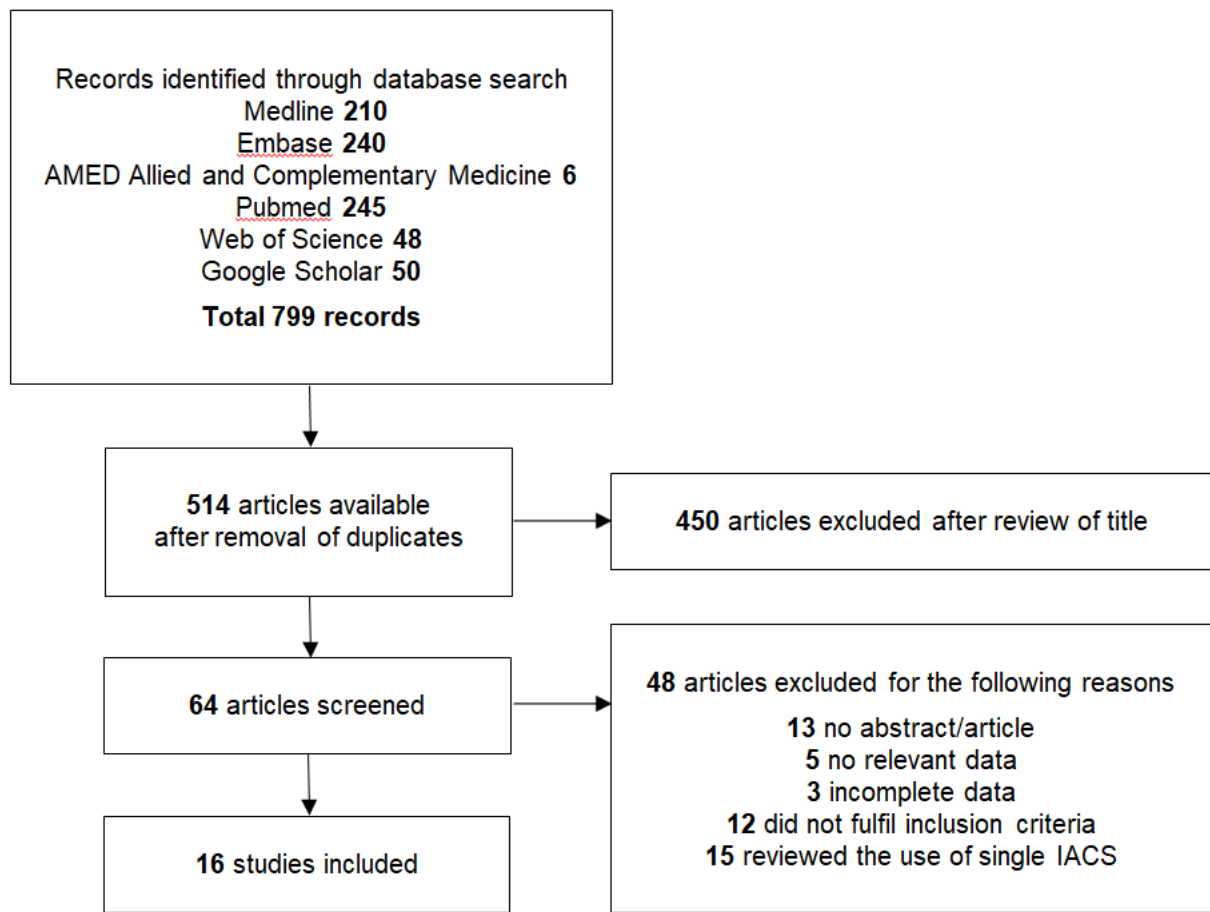 Records identified through database search
Medline 210
Embase 240
AMED Allied and Complementary Medicine 6
Pubmed 245
Web of Science 48
Google Scholar 50
Total 799 records
514 articles available
after removal of duplicates
450 articles excluded after review of title
64 articles screened
48 articles excluded for the following reasons
13 no abstract/article
5 no relevant data
3 incomplete data
12 did not fulfil inclusion criteria
15 reviewed the use of single IACS
16 studies included